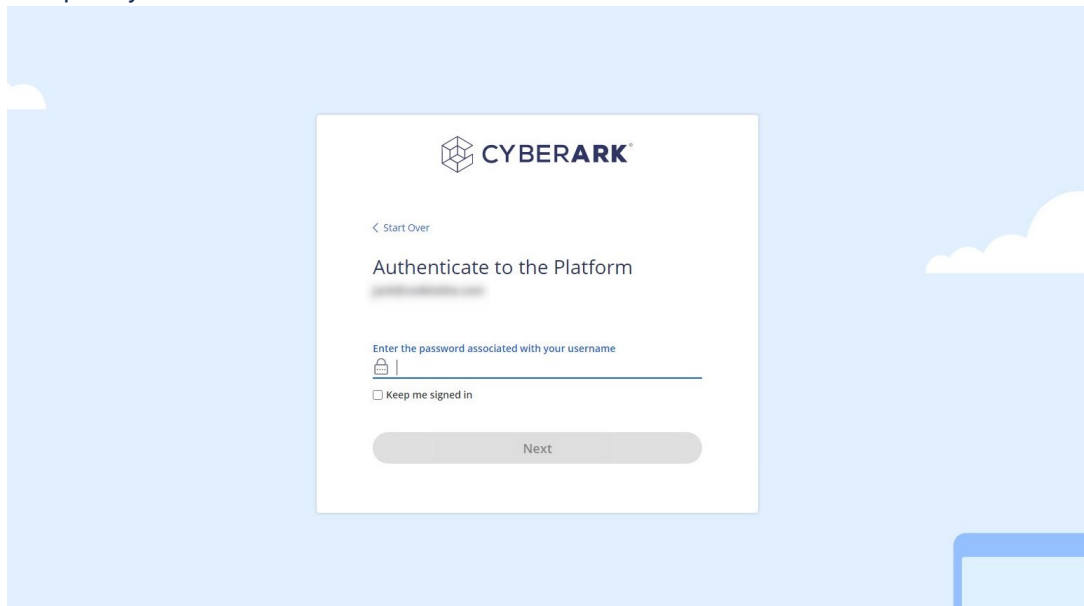 CYBERARK®
< Start Over
Authenticate to the Platform
Enter the password associated with your username
Keep me signed in
Next